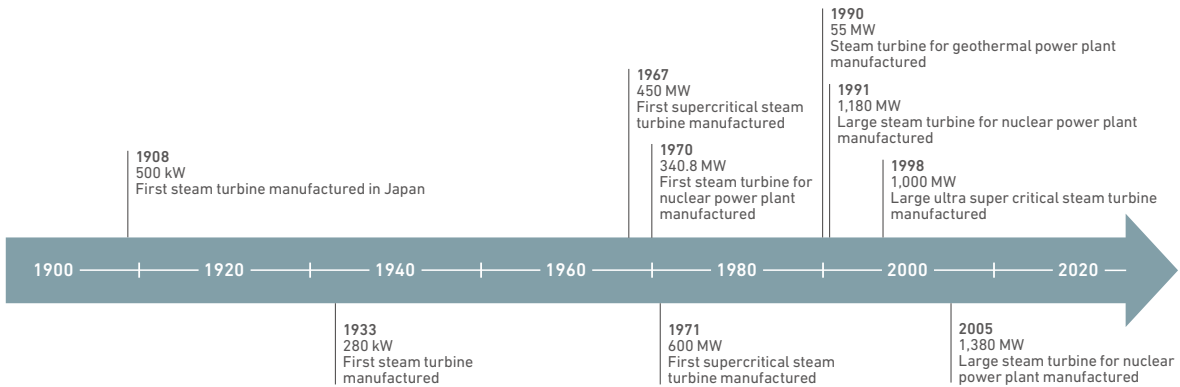 1990
55 MW
Steam turbine for geothermal power plant
manufactured
1967
450 MW
First supercritical steam
turbine manufactured
1991
1,180 MW
Large steam turbine for nuclear power plant
manufactured
1908
500 kW
First steam turbine manufactured in Japan
1970
340.8 MW
First steam turbine for
nuclear power plant
manufactured
1998
1,000 MW
Large ultra super critical steam turbine
manufactured
1900 1920 1940 1960 1980 2000 2020
1933
280 kW
First steam turbine
manufactured
1971
600 MW
First supercritical steam
turbine manufactured
2005
1,380 MW
Large steam turbine for nuclear
power plant manufactured